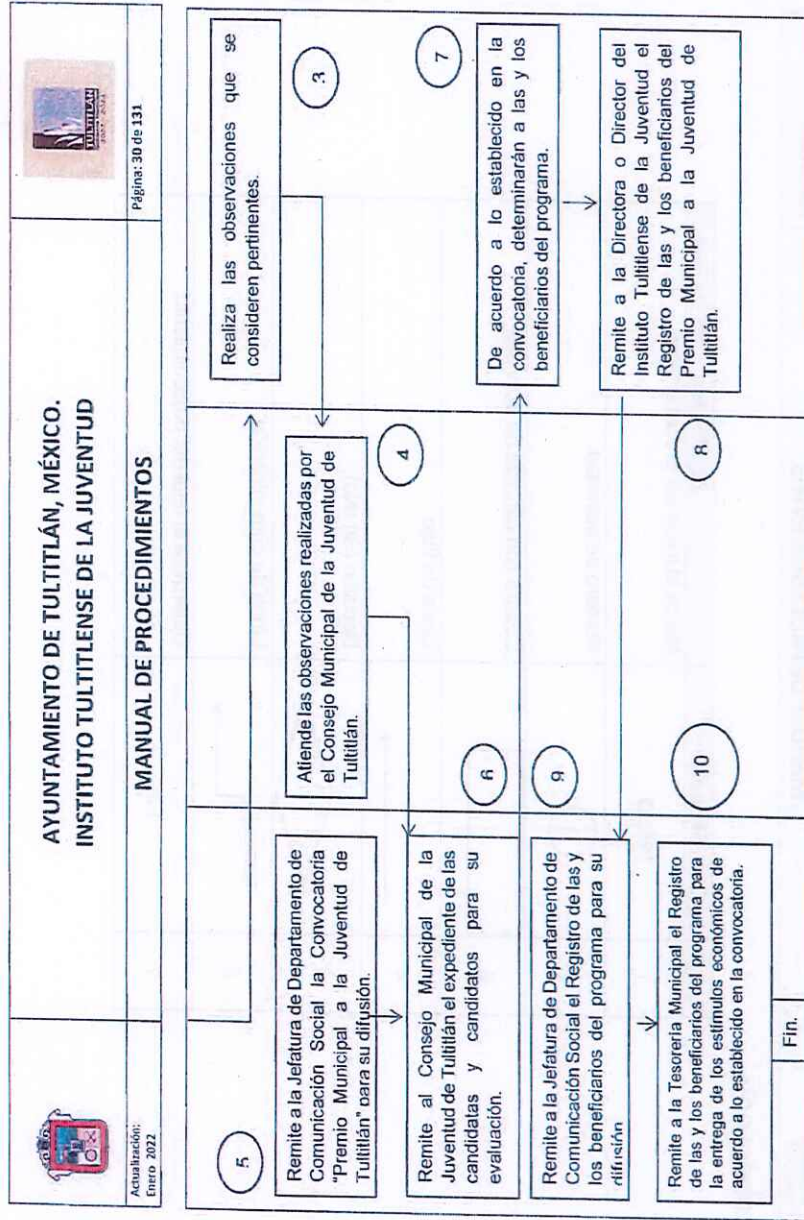 AYUNTAMIENTO DE TULTITLÁN, MÉXICO.
INSTITUTO TULTITLENSE DE LA JUVENTUD
TULTITLÁN
Actualización:
Enero 2022
MANUAL DE PROCEDIMIENTOS
Página: 30 de 131
Realiza las observaciones que se
consideren pertinentes.
3
Atiende las observaciones realizadas por
el Consejo Municipal de la Juventud de
Tultitlán.
4
5
Remite a la Jefatura de Departamento de
Comunicación Social la Convocatoria
"Premio Municipal a la Juventud de
Tultitlán" para su difusión.
6
Remite al Consejo Municipal de la
Juventud de Tultitlán el expediente de las
candidatas y candidatos para su
evaluación.
7
De acuerdo a lo establecido en la
convocatoria, determinarán a las y los
beneficiarios del programa.
8
Remite a la Directora o Director del
Instituto Tultitlense de la Juventud el
Registro de las y los beneficiarios del
Premio Municipal a la Juventud de
Tultitlán.
9
Remite a la Jefatura de Departamento de
Comunicación Social el Registro de las y
los beneficiarios del programa para su
difusión
10
Remite a la Tesorería Municipal el Registro
de las y los beneficiarios del programa para
la entrega de los estímulos económicos de
acuerdo a lo establecido en la convocatoria.
Fin.